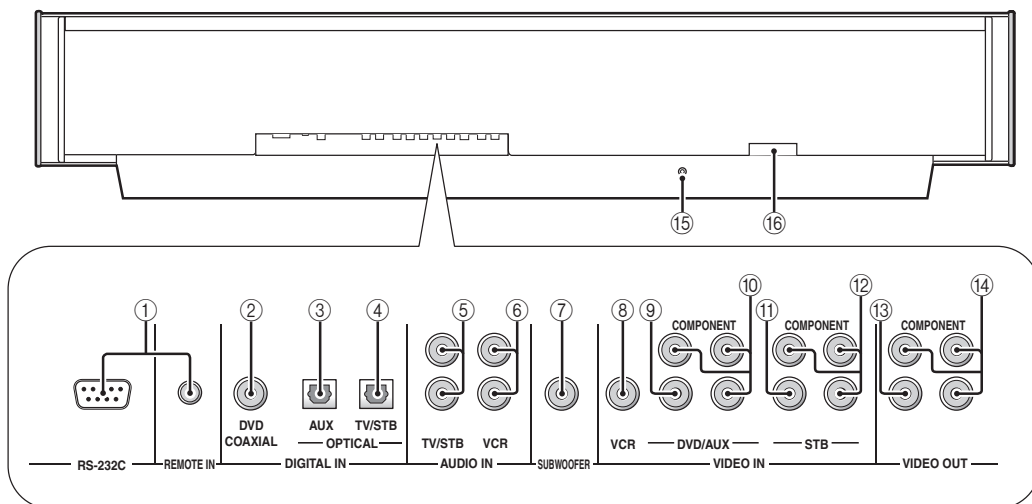 ⑮ ⑯
① ② ③ ④ ⑤ ⑥ ⑦ ⑧ ⑨ ⑩ ⑪ ⑫ ⑬ ⑭
COMPONENT COMPONENT COMPONENT
DVD AUX TV/STB
COAXIAL OPTICAL TV/STB VCR VCR DVD/AUX STB
RS-232C REMOTE IN DIGITAL IN AUDIO IN SUBWOOFER VIDEO IN VIDEO OUT